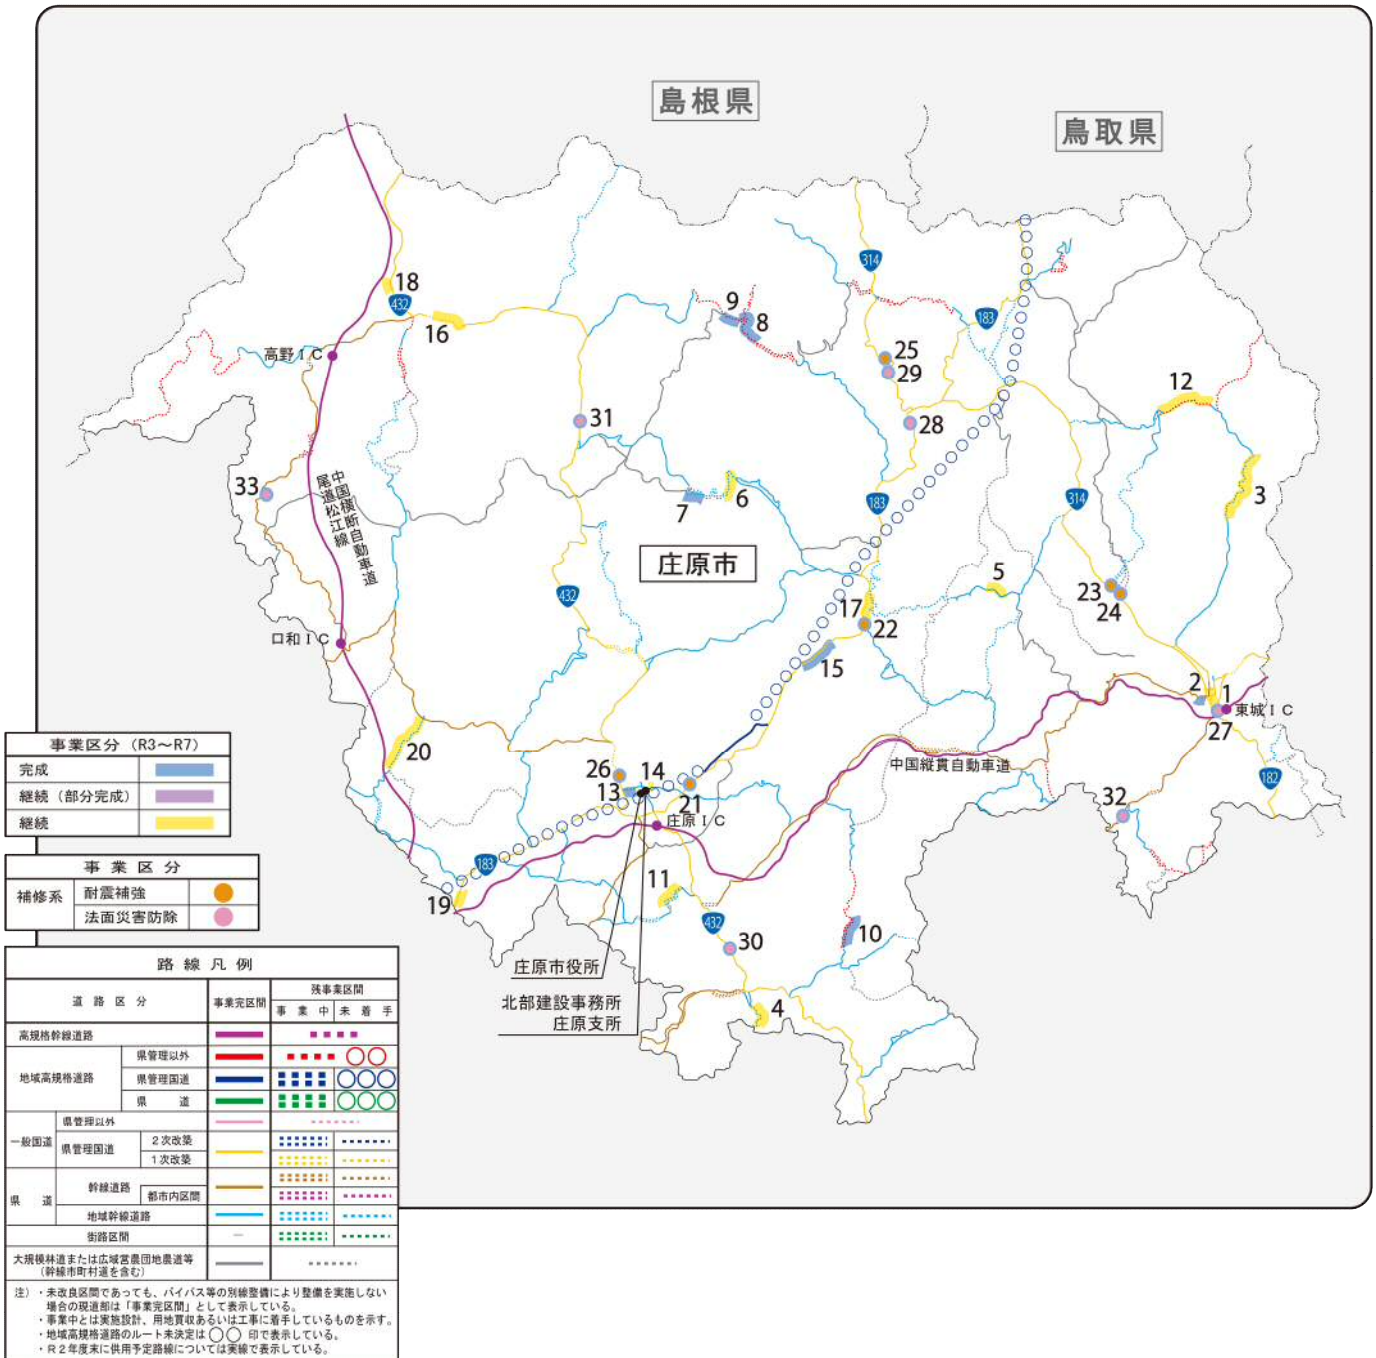 島根県
鳥取県
314
18
432
9
8
183
16
高野ＩＣ
25
29
12
31
28
33
中国横断自動車道
尾道松江線
6
7
183
314
3
庄原市
5
432
17
23
24
22
口和ＩＣ
15
2
1
東城ＩＣ
27
20
中国縦貫自動車道
182
26
14
13
21
庄原ＩＣ
32
183
11
19
432
30
10
庄原市役所
北部建設事務所
庄原支所
4
事業区分（R3～R7）
完成
継続（部分完成）
継続
事業区分
補修系
耐震補強
法面災害防除
路線凡例
道路区分
事業完区間
残事業区間
事業中
未着手
高規格幹線道路
地域高規格道路
県管理以外
県管理国道
県道
一般国道
県管理以外
県管理国道
２次改築
１次改築
県道
幹線道路
都市内区間
地域幹線道路
街路区間
大規模林道または広域営農団地農道等
（幹線市町村道を含む）
注）・未改良区間であっても、バイパス等の別線整備により整備を実施しない
場合の現道部は「事業完区間」として表示している。
・事業中とは実施設計、用地買収あるいは工事に着手しているものを示す。
・地域高規格道路のルート未決定は○○印で表示している。
・Ｒ２年度末に供用予定路線については実線で表示している。